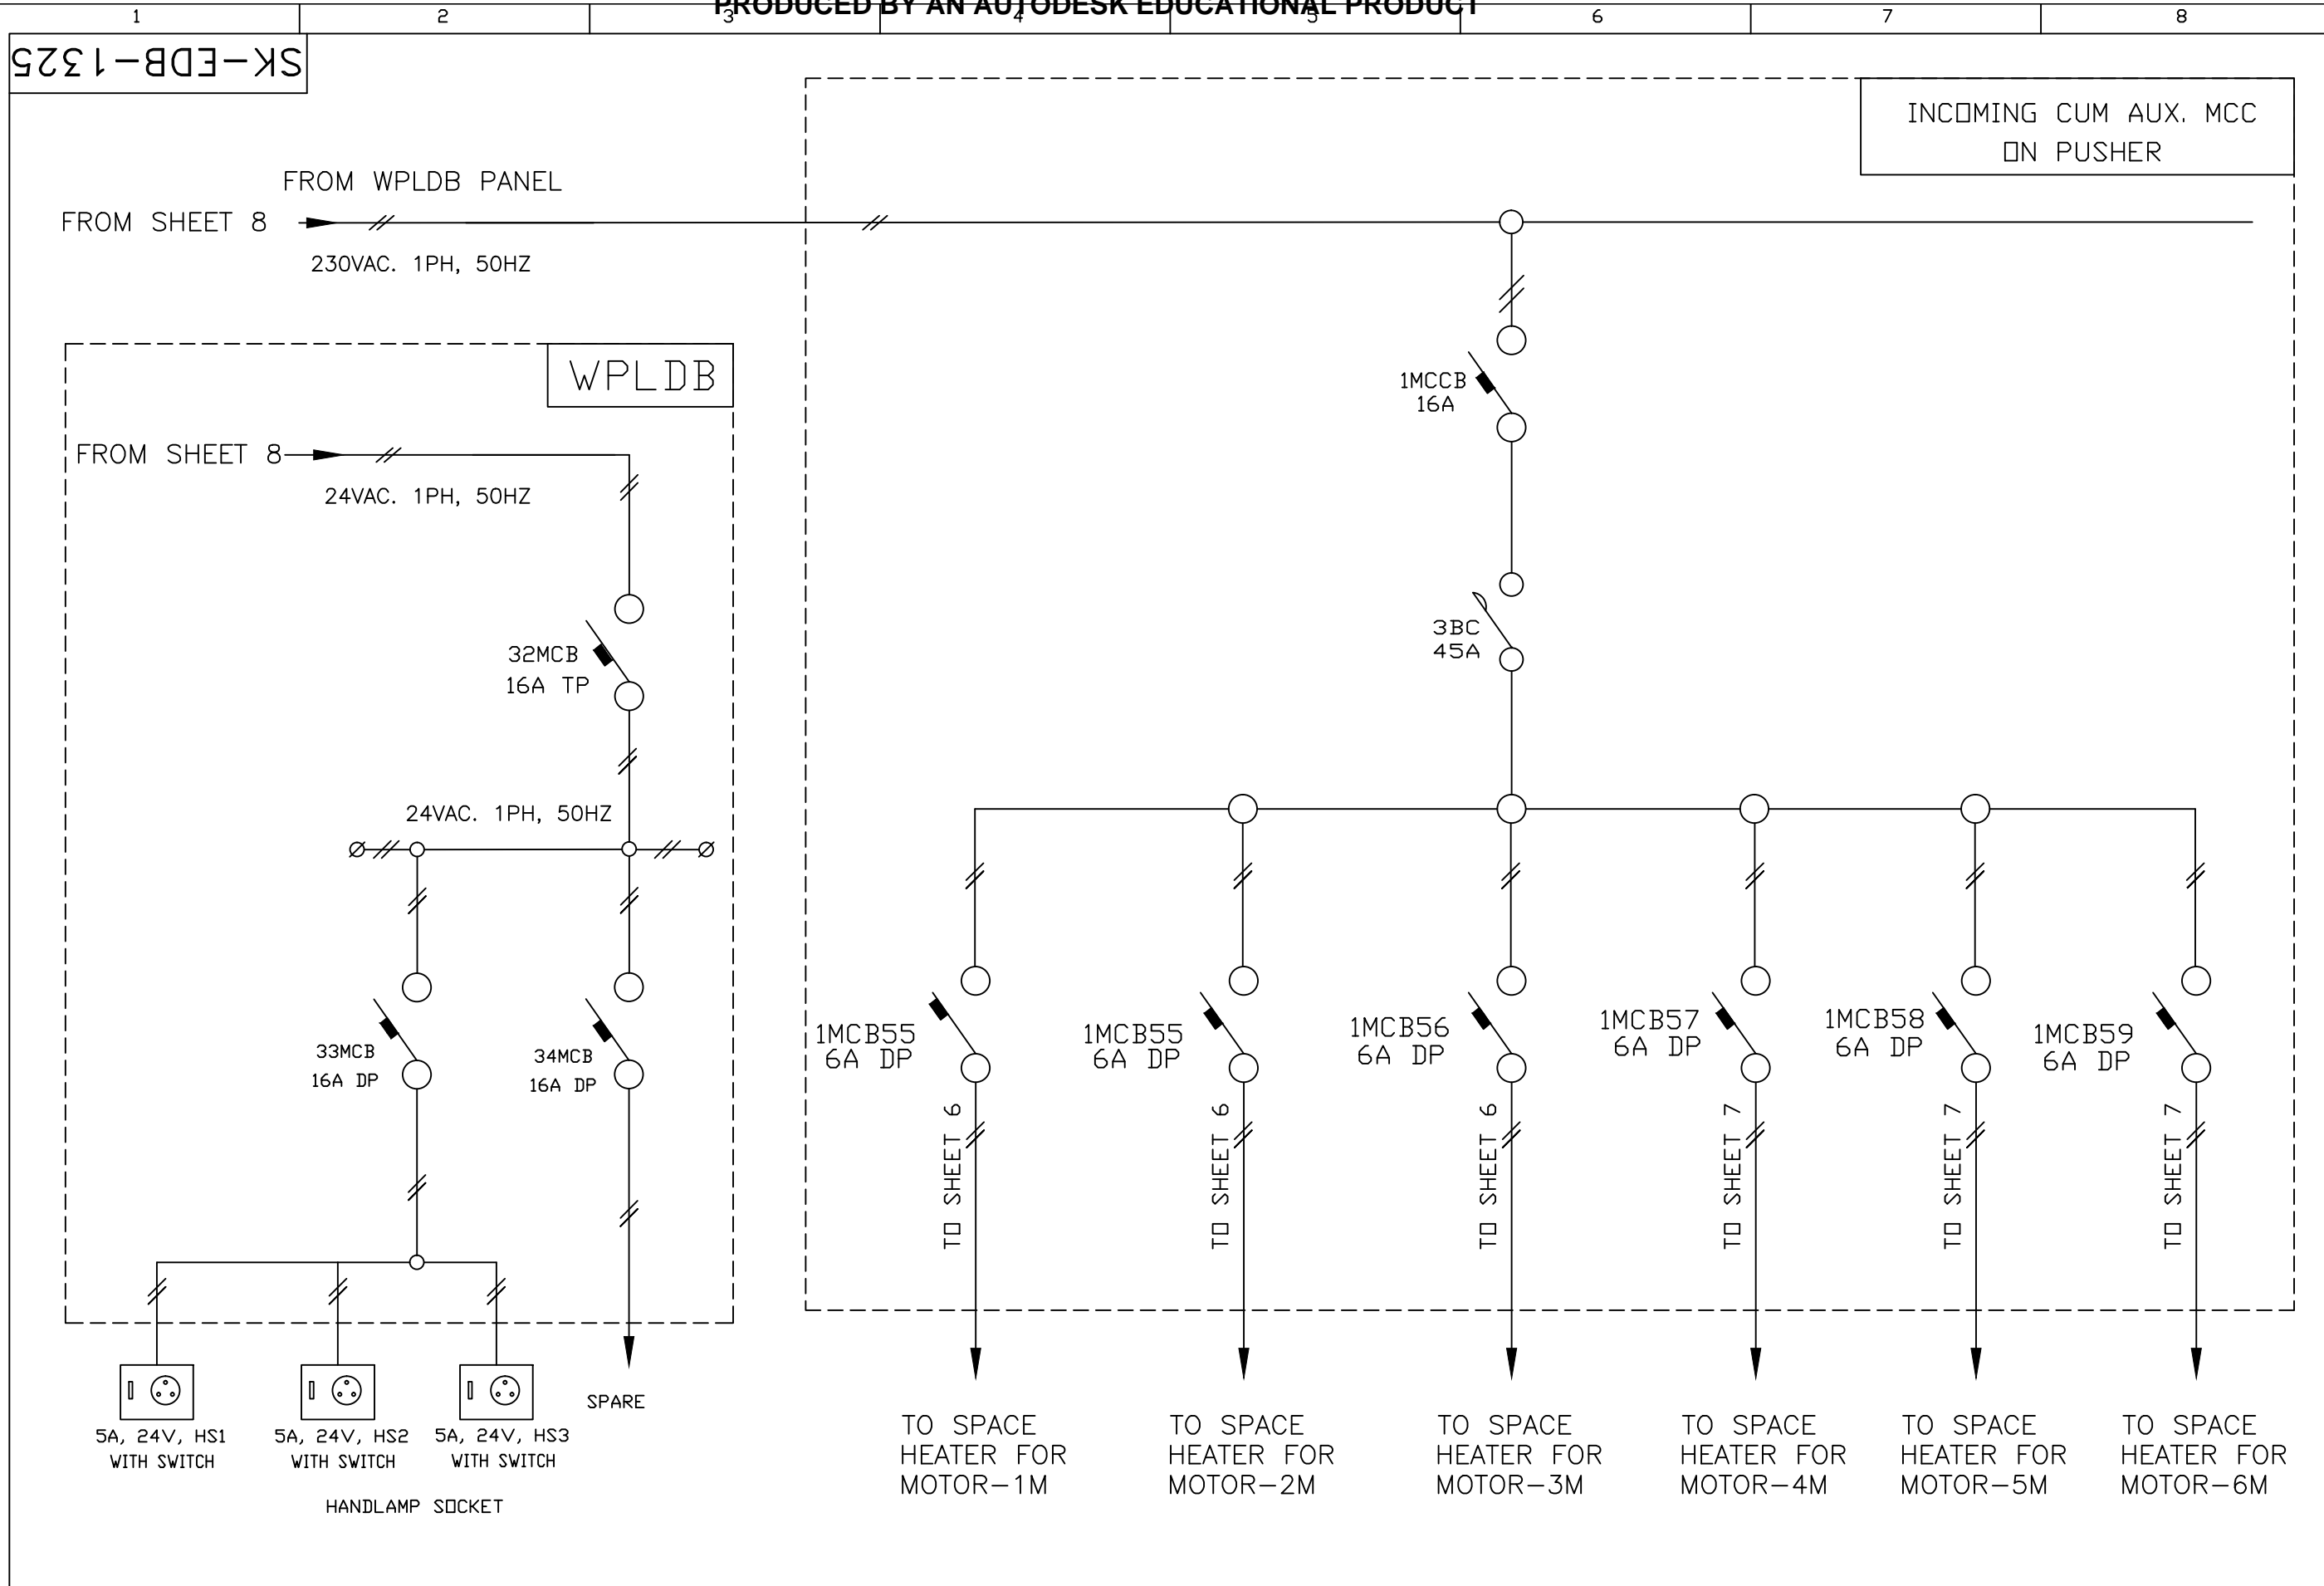 PRODUCED BY AN AUTODESK EDUCATIONAL PRODUCT
1 2 3 4 5 6 7 8
SK-EDB-1325
INCOMING CUM AUX. MCC
ON PUSHER
FROM WPLDB PANEL
FROM SHEET 8
230VAC. 1PH, 50HZ
WPLDB
FROM SHEET 8
24VAC. 1PH, 50HZ
32MCB
16A TP
24VAC. 1PH, 50HZ
33MCB
16A DP
34MCB
16A DP
5A, 24V, HS1
WITH SWITCH
5A, 24V, HS2
WITH SWITCH
5A, 24V, HS3
WITH SWITCH
SPARE
HANDLAMP SOCKET
1MCCB
16A
3BC
45A
1MCB55
6A DP
1MCB55
6A DP
1MCB56
6A DP
1MCB57
6A DP
1MCB58
6A DP
1MCB59
6A DP
TO SHEET 6
TO SHEET 6
TO SHEET 6
TO SHEET 7
TO SHEET 7
TO SHEET 7
TO SPACE
HEATER FOR
MOTOR-1M
TO SPACE
HEATER FOR
MOTOR-2M
TO SPACE
HEATER FOR
MOTOR-3M
TO SPACE
HEATER FOR
MOTOR-4M
TO SPACE
HEATER FOR
MOTOR-5M
TO SPACE
HEATER FOR
MOTOR-6M